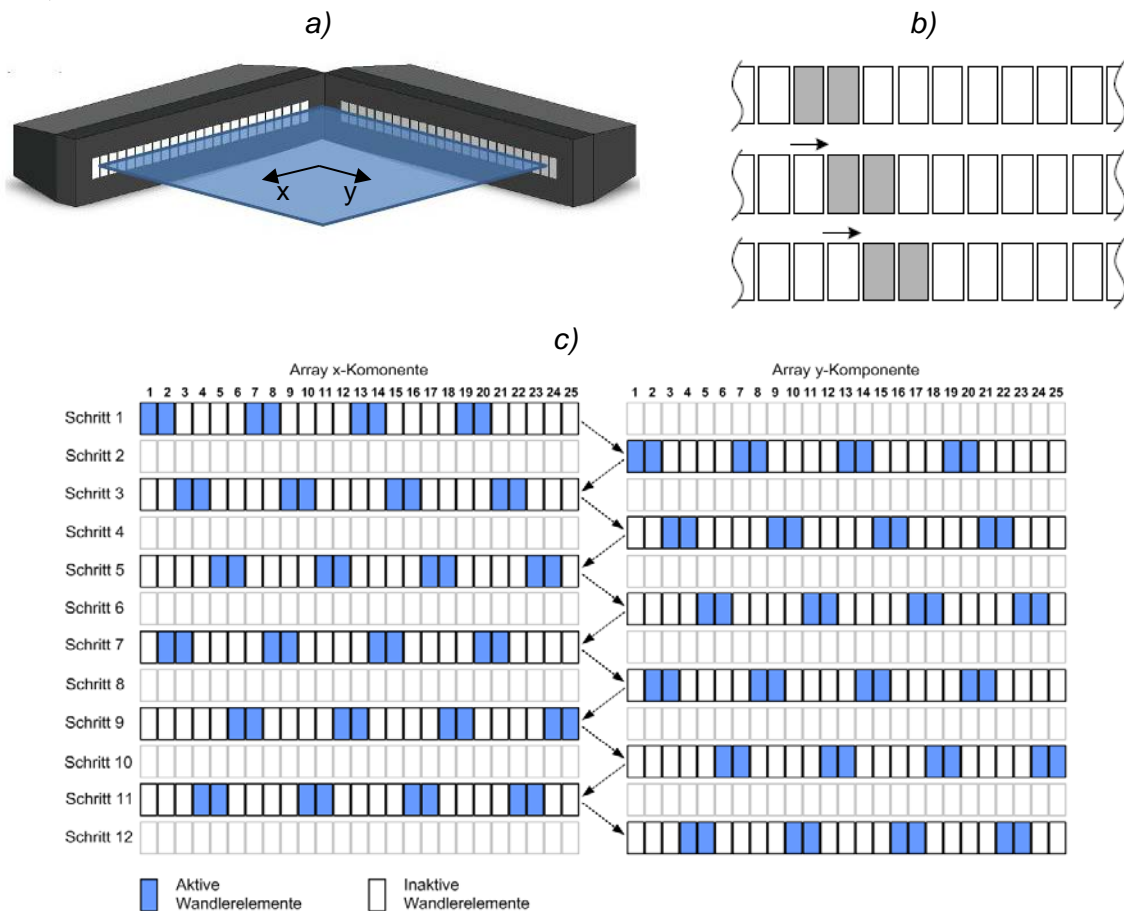 a)
b)
x
y
c)
Array x-Komonente
Array y-Komponente
1 2 3 4 5 6 7 8 9 10 11 12 13 14 15 16 17 18 19 20 21 22 23 24 25
1 2 3 4 5 6 7 8 9 10 11 12 13 14 15 16 17 18 19 20 21 22 23 24 25
Schritt 1
Schritt 2
Schritt 3
Schritt 4
Schritt 5
Schritt 6
Schritt 7
Schritt 8
Schritt 9
Schritt 10
Schritt 11
Schritt 12
Aktive
Wandlerelemente
Inaktive
Wandlerelemente